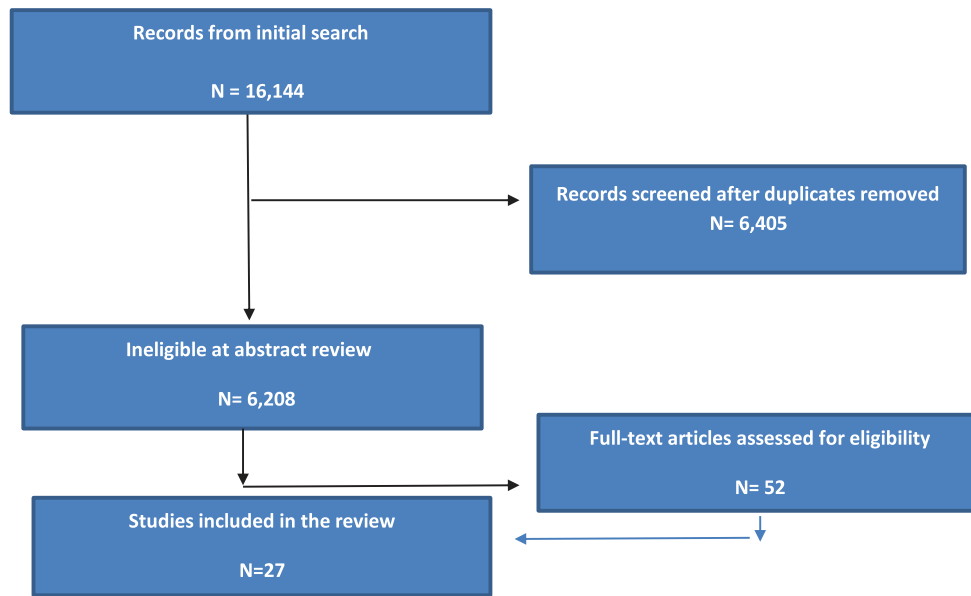 Records from initial search
N = 16,144
Records screened after duplicates removed
N= 6,405
Ineligible at abstract review
N= 6,208
Full-text articles assessed for eligibility
N= 52
Studies included in the review
N=27